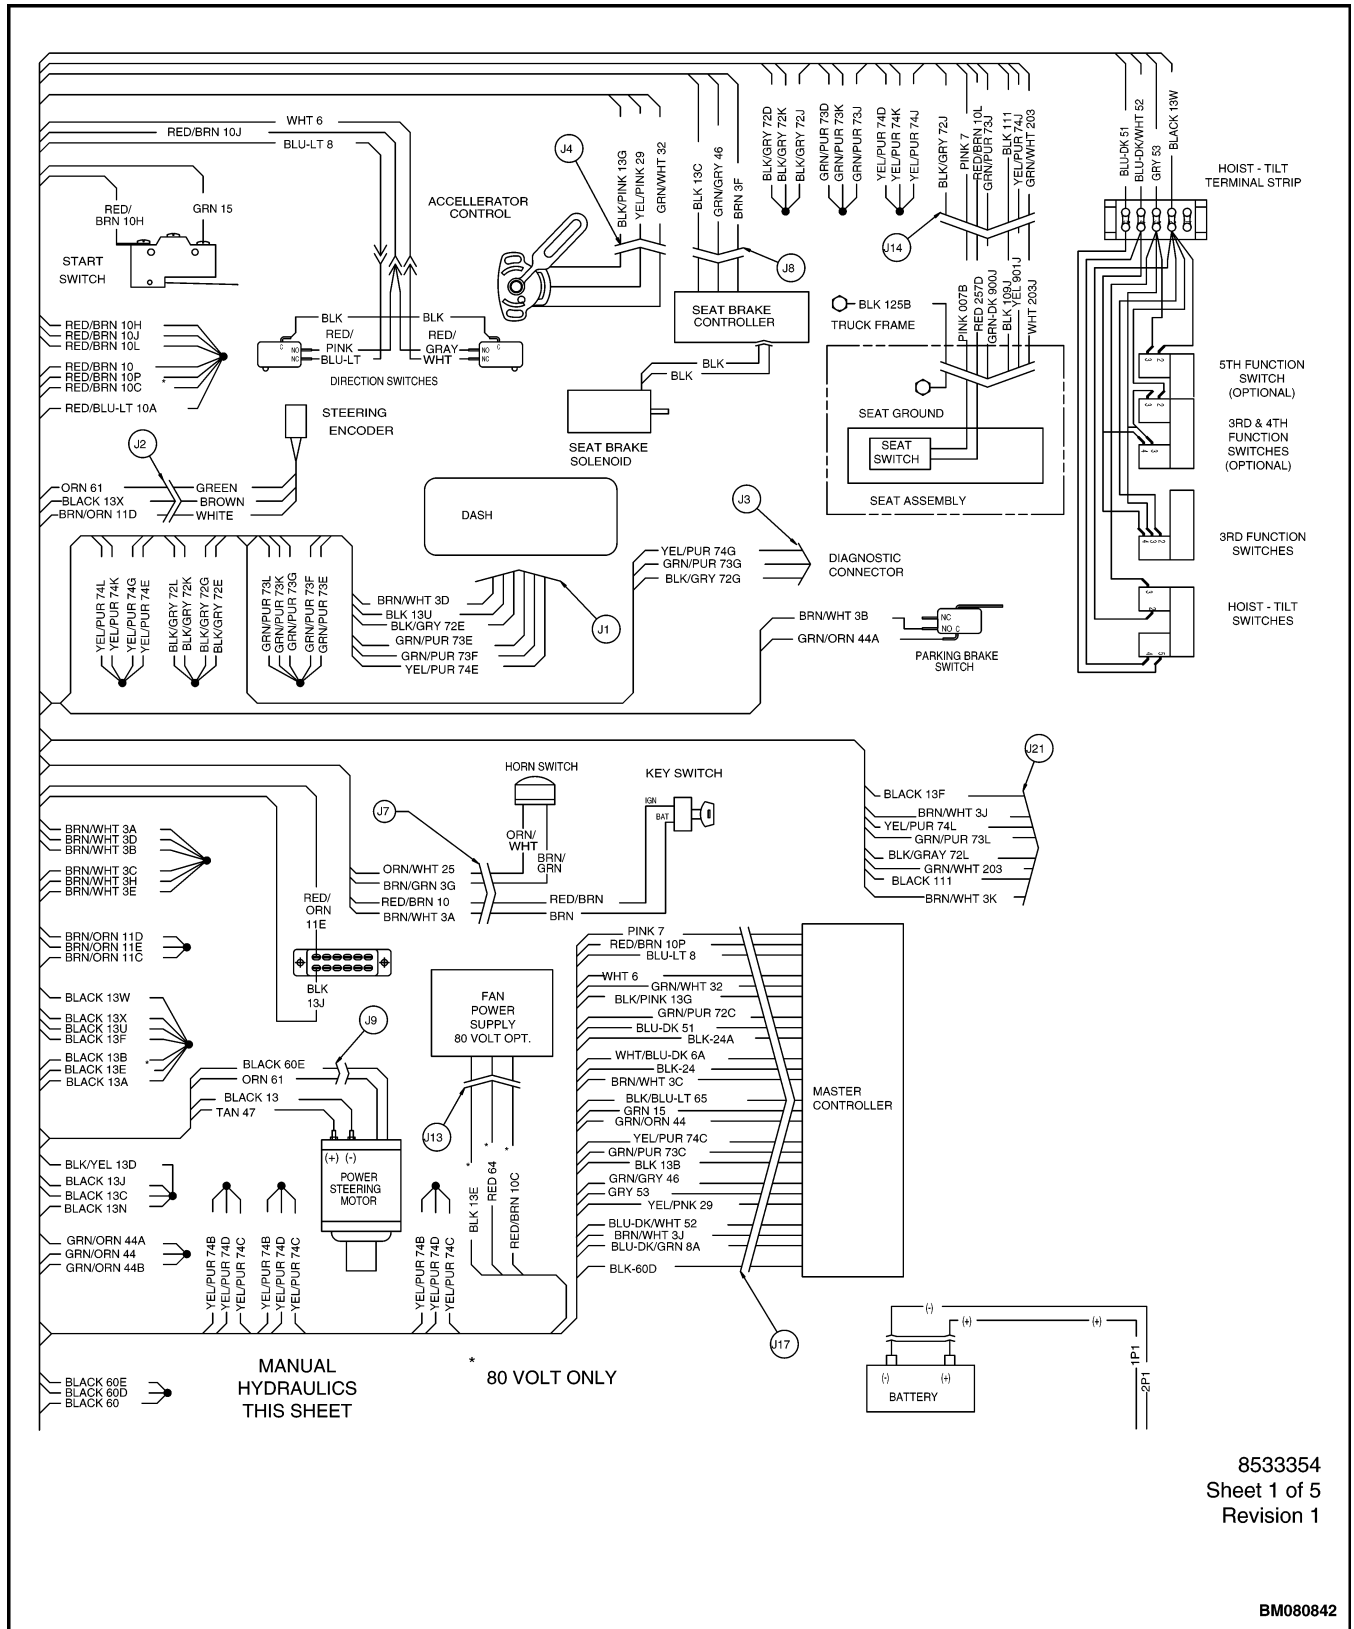 WHT 6
RED/BRN 10J
BLU-LT 8
RED/
BRN 10H
GRN 15
START
SWITCH
ACCELLERATOR
CONTROL
J4
BLK/PINK 13G
YEL/PINK 29
GRN/WHT 32
BLK 13C
GRN/GRY 46
BRN 3F
J8
BLK/GRY 72D
BLK/GRY 72K
BLK/GRY 72J
GRN/PUR 73D
GRN/PUR 73K
GRN/PUR 73J
YEL/PUR 74D
YEL/PUR 74K
YEL/PUR 74J
BLK/GRY 72J
PINK 7
RED/BRN 10L
GRN/PUR 73J
BLK 111
YEL/PUR 74J
GRN/WHT 203
J14
BLU-DK 51
BLU-DK/WHT 52
GRY 53
BLACK 13W
HOIST - TILT
TERMINAL STRIP
RED/BRN 10H
RED/BRN 10J
RED/BRN 10L
RED/BRN 10
RED/BRN 10P
RED/BRN 10C
*
RED/BLU-LT 10A
BLK
BLK
RED/
PINK
BLU-LT
RED/
GRAY
WHT
C
NO
NC
C
NO
NC
DIRECTION SWITCHES
SEAT BRAKE
CONTROLLER
BLK
BLK
SEAT BRAKE
SOLENOID
BLK 125B
TRUCK FRAME
PINK 007B
RED 257D
GRN-DK 900J
BLK 109J
YEL 901J
WHT 203J
SEAT GROUND
SEAT
SWITCH
SEAT ASSEMBLY
3
2
5TH FUNCTION
SWITCH
(OPTIONAL)
3
2
4
3
3RD & 4TH
FUNCTION
SWITCHES
(OPTIONAL)
4
3
2
3RD FUNCTION
SWITCHES
3
2
4
5
HOIST - TILT
SWITCHES
STEERING
ENCODER
J2
ORN 61
BLACK 13X
BRN/ORN 11D
GREEN
BROWN
WHITE
DASH
J3
YEL/PUR 74G
GRN/PUR 73G
BLK/GRY 72G
DIAGNOSTIC
CONNECTOR
YEL/PUR 74L
YEL/PUR 74K
YEL/PUR 74G
YEL/PUR 74E
BLK/GRY 72L
BLK/GRY 72K
BLK/GRY 72G
BLK/GRY 72E
GRN/PUR 73L
GRN/PUR 73K
GRN/PUR 73G
GRN/PUR 73F
GRN/PUR 73E
BRN/WHT 3D
BLK 13U
BLK/GRY 72E
GRN/PUR 73E
GRN/PUR 73F
YEL/PUR 74E
J1
BRN/WHT 3B
GRN/ORN 44A
NC
NO C
PARKING BRAKE
SWITCH
J21
BLACK 13F
BRN/WHT 3J
YEL/PUR 74L
GRN/PUR 73L
BLK/GRAY 72L
GRN/WHT 203
BLACK 111
BRN/WHT 3K
HORN SWITCH
KEY SWITCH
IGN
BAT
J7
ORN/
WHT
BRN/
GRN
ORN/WHT 25
BRN/GRN 3G
RED/BRN 10
BRN/WHT 3A
RED/BRN
BRN
BRN/WHT 3A
BRN/WHT 3D
BRN/WHT 3B
BRN/WHT 3C
BRN/WHT 3H
BRN/WHT 3E
RED/
ORN
11E
BLK
13J
BRN/ORN 11D
BRN/ORN 11E
BRN/ORN 11C
BLACK 13W
BLACK 13X
BLACK 13U
BLACK 13F
BLACK 13B
BLACK 13E
*
BLACK 13A
J9
BLACK 60E
ORN 61
BLACK 13
TAN 47
(+) (-)
POWER
STEERING
MOTOR
FAN
POWER
SUPPLY
80 VOLT OPT.
J13
*
*
*
BLK 13E
RED 64
RED/BRN 10C
PINK 7
RED/BRN 10P
BLU-LT 8
WHT 6
GRN/WHT 32
BLK/PINK 13G
GRN/PUR 72C
BLU-DK 51
BLK-24A
WHT/BLU-DK 6A
BLK-24
BRN/WHT 3C
BLK/BLU-LT 65
GRN 15
GRN/ORN 44
YEL/PUR 74C
GRN/PUR 73C
BLK 13B
GRN/GRY 46
GRY 53
YEL/PNK 29
BLU-DK/WHT 52
BRN/WHT 3J
BLU-DK/GRN 8A
BLK-60D
MASTER
CONTROLLER
J17
BLK/YEL 13D
BLACK 13J
BLACK 13C
BLACK 13N
GRN/ORN 44A
GRN/ORN 44
GRN/ORN 44B
YEL/PUR 74B
YEL/PUR 74D
YEL/PUR 74C
YEL/PUR 74B
YEL/PUR 74D
YEL/PUR 74C
YEL/PUR 74B
YEL/PUR 74D
YEL/PUR 74C
BLACK 60E
BLACK 60D
BLACK 60
MANUAL
HYDRAULICS
THIS SHEET
* 80 VOLT ONLY
(-)
(+)
(+)
(-)
(+)
BATTERY
1P1
2P1
8533354
Sheet 1 of 5
Revision 1
BM080842